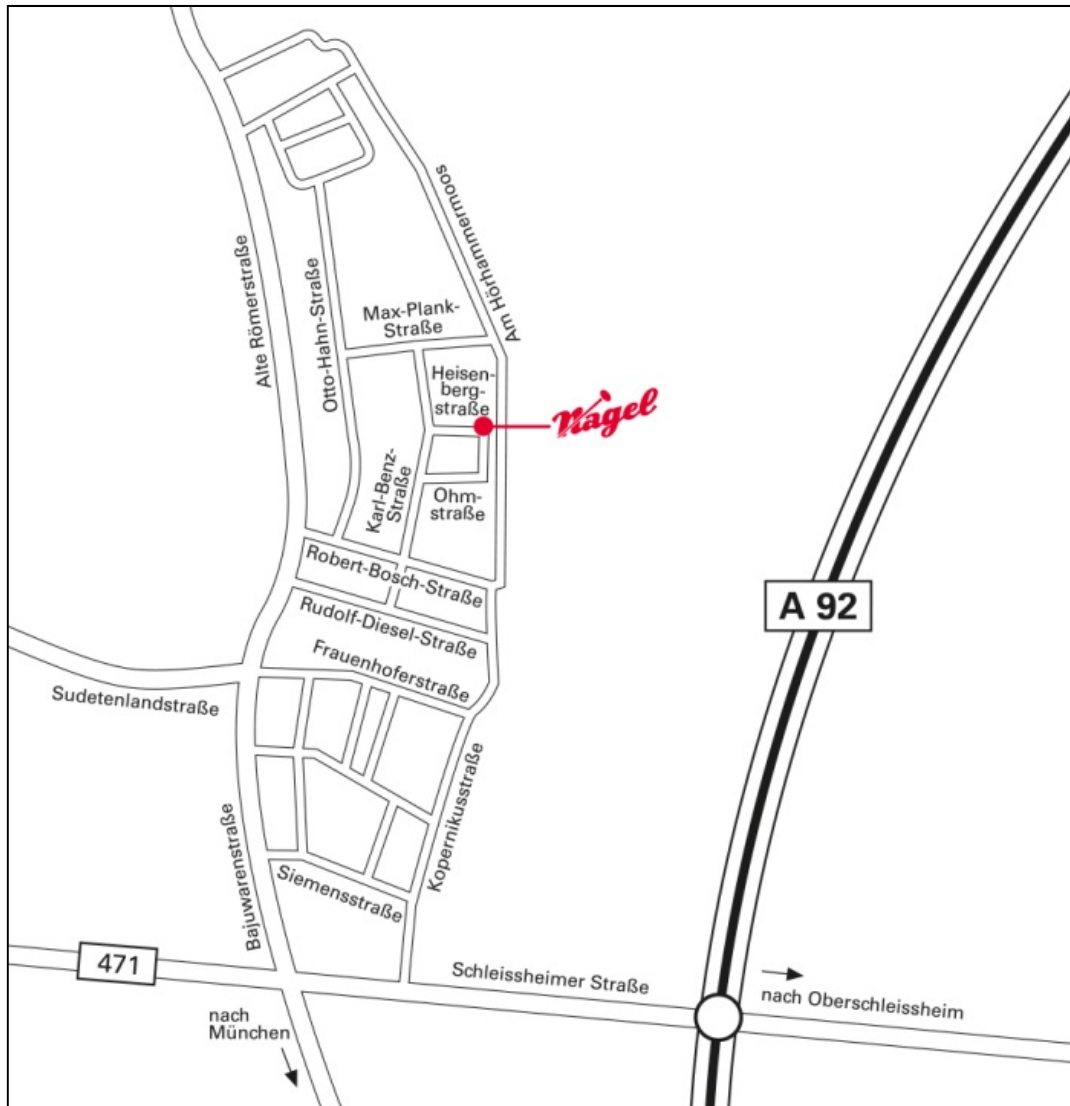 Am Hörhammermoos
Alte Römerstraße
Otto-Hahn-Straße
Max-Plank-
Straße
Heisen-
berg-
straße
Nagel
Karl-Benz-
Straße
Ohm-
straße
Robert-Bosch-Straße
A 92
Rudolf-Diesel-Straße
Frauenhoferstraße
Sudetenlandstraße
Kopernikusstraße
Bajuwarenstraße
Siemensstraße
471
Schleissheimer Straße
nach Oberschleissheim
nach
München